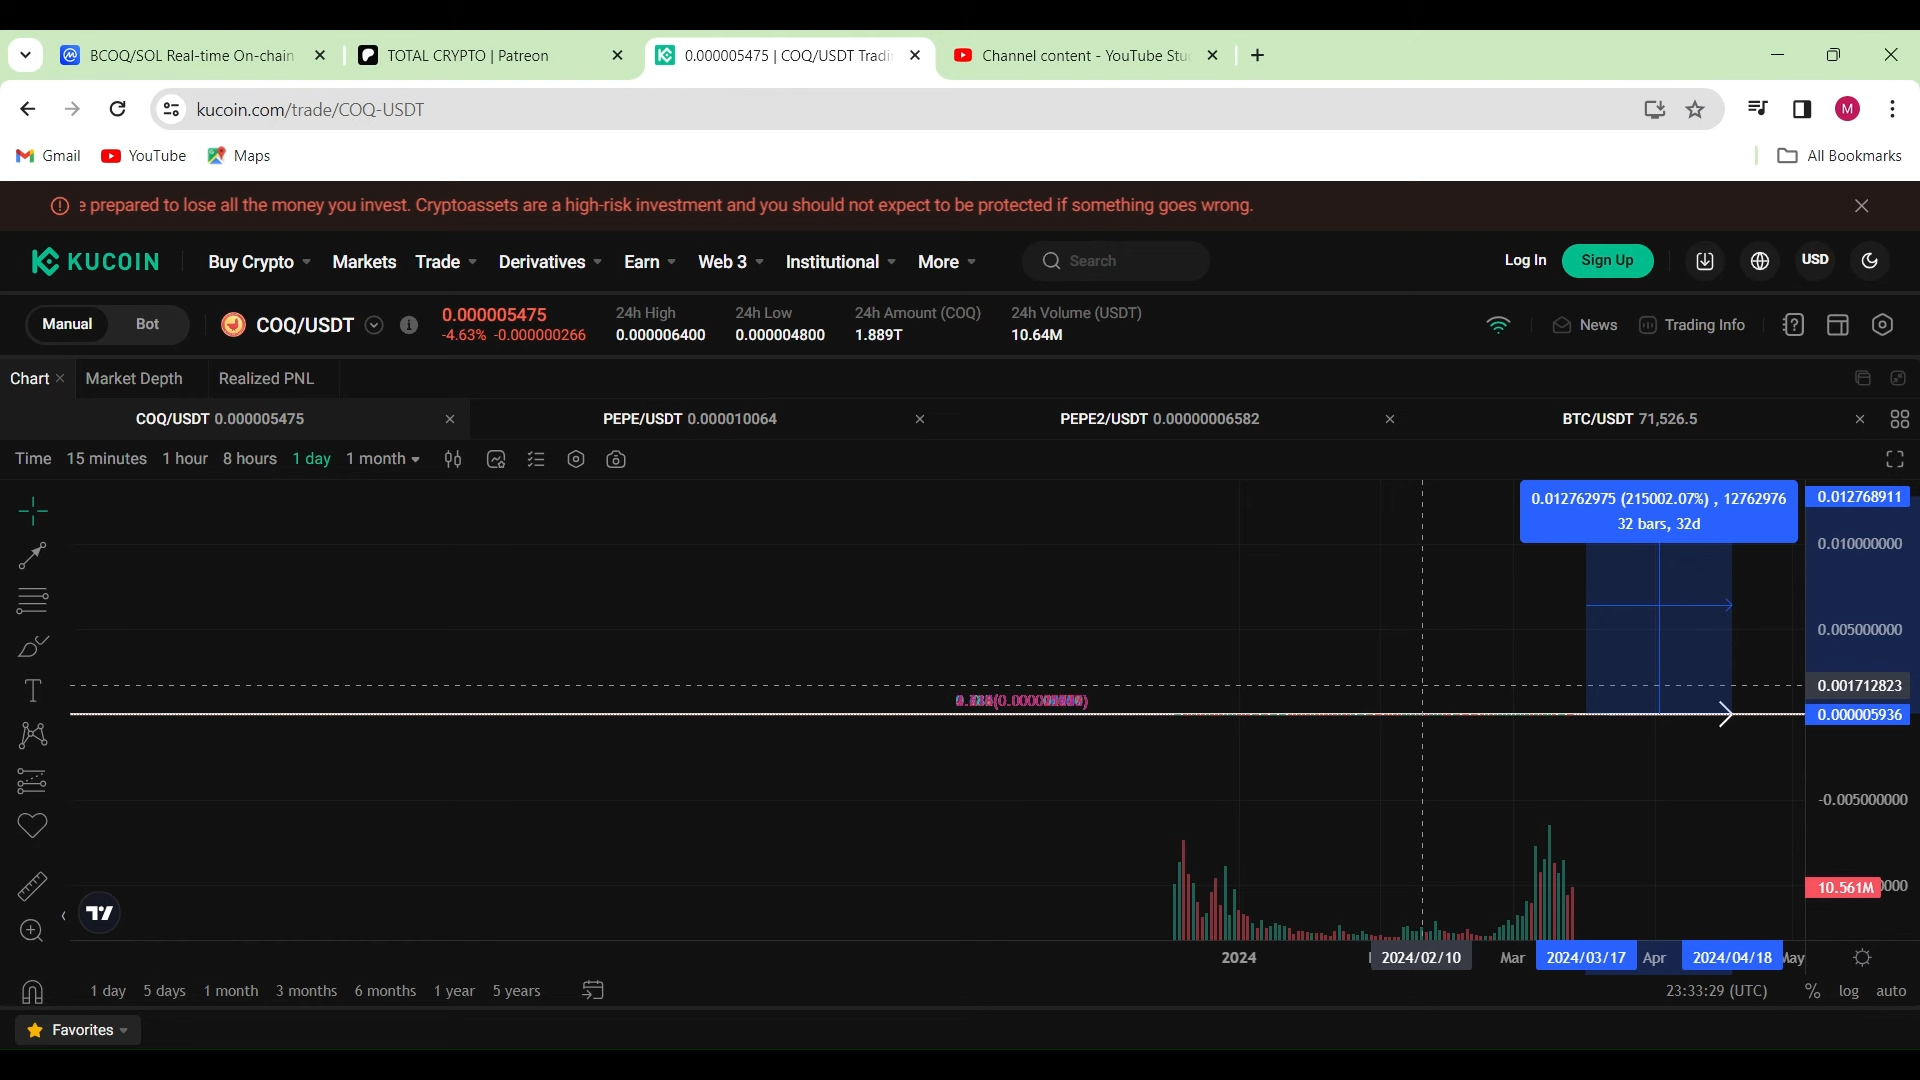 BCOQ/SOL Real-time On-chain
TOTAL CRYPTO | Patreon
0.000005475 | COQ/USDT Tradi
Channel content - YouTube Stu
kucoin.com/trade/COQ-USDT
M
Gmail
YouTube
Maps
All Bookmarks
e prepared to lose all the money you invest. Cryptoassets are a high-risk investment and you should not expect to be protected if something goes wrong.
KUCOIN
Buy Crypto
Markets
Trade
Derivatives
Earn
Web 3
Institutional
More
Search
Log In
Sign Up
USD
Manual
Bot
COQ/USDT
0.000005475
-4.63% -0.000000266
24h High
0.000006400
24h Low
0.000004800
24h Amount (COQ)
1.889T
24h Volume (USDT)
10.64M
News
Trading Info
Chart
Market Depth
Realized PNL
COQ/USDT 0.000005475
PEPE/USDT 0.000010064
PEPE2/USDT 0.00000006582
BTC/USDT 71,526.5
Time
15 minutes
1 hour
8 hours
1 day
1 month
0.012762975 (215002.07%) , 12762976
32 bars, 32d
0.012768911
0.010000000
0.005000000
0.001712823
0.000005936
-0.005000000
10.561M
2024
2024/02/10
Mar
2024/03/17
Apr
2024/04/18
May
1 day
5 days
1 month
3 months
6 months
1 year
5 years
23:33:29 (UTC)
%
log
auto
Favorites